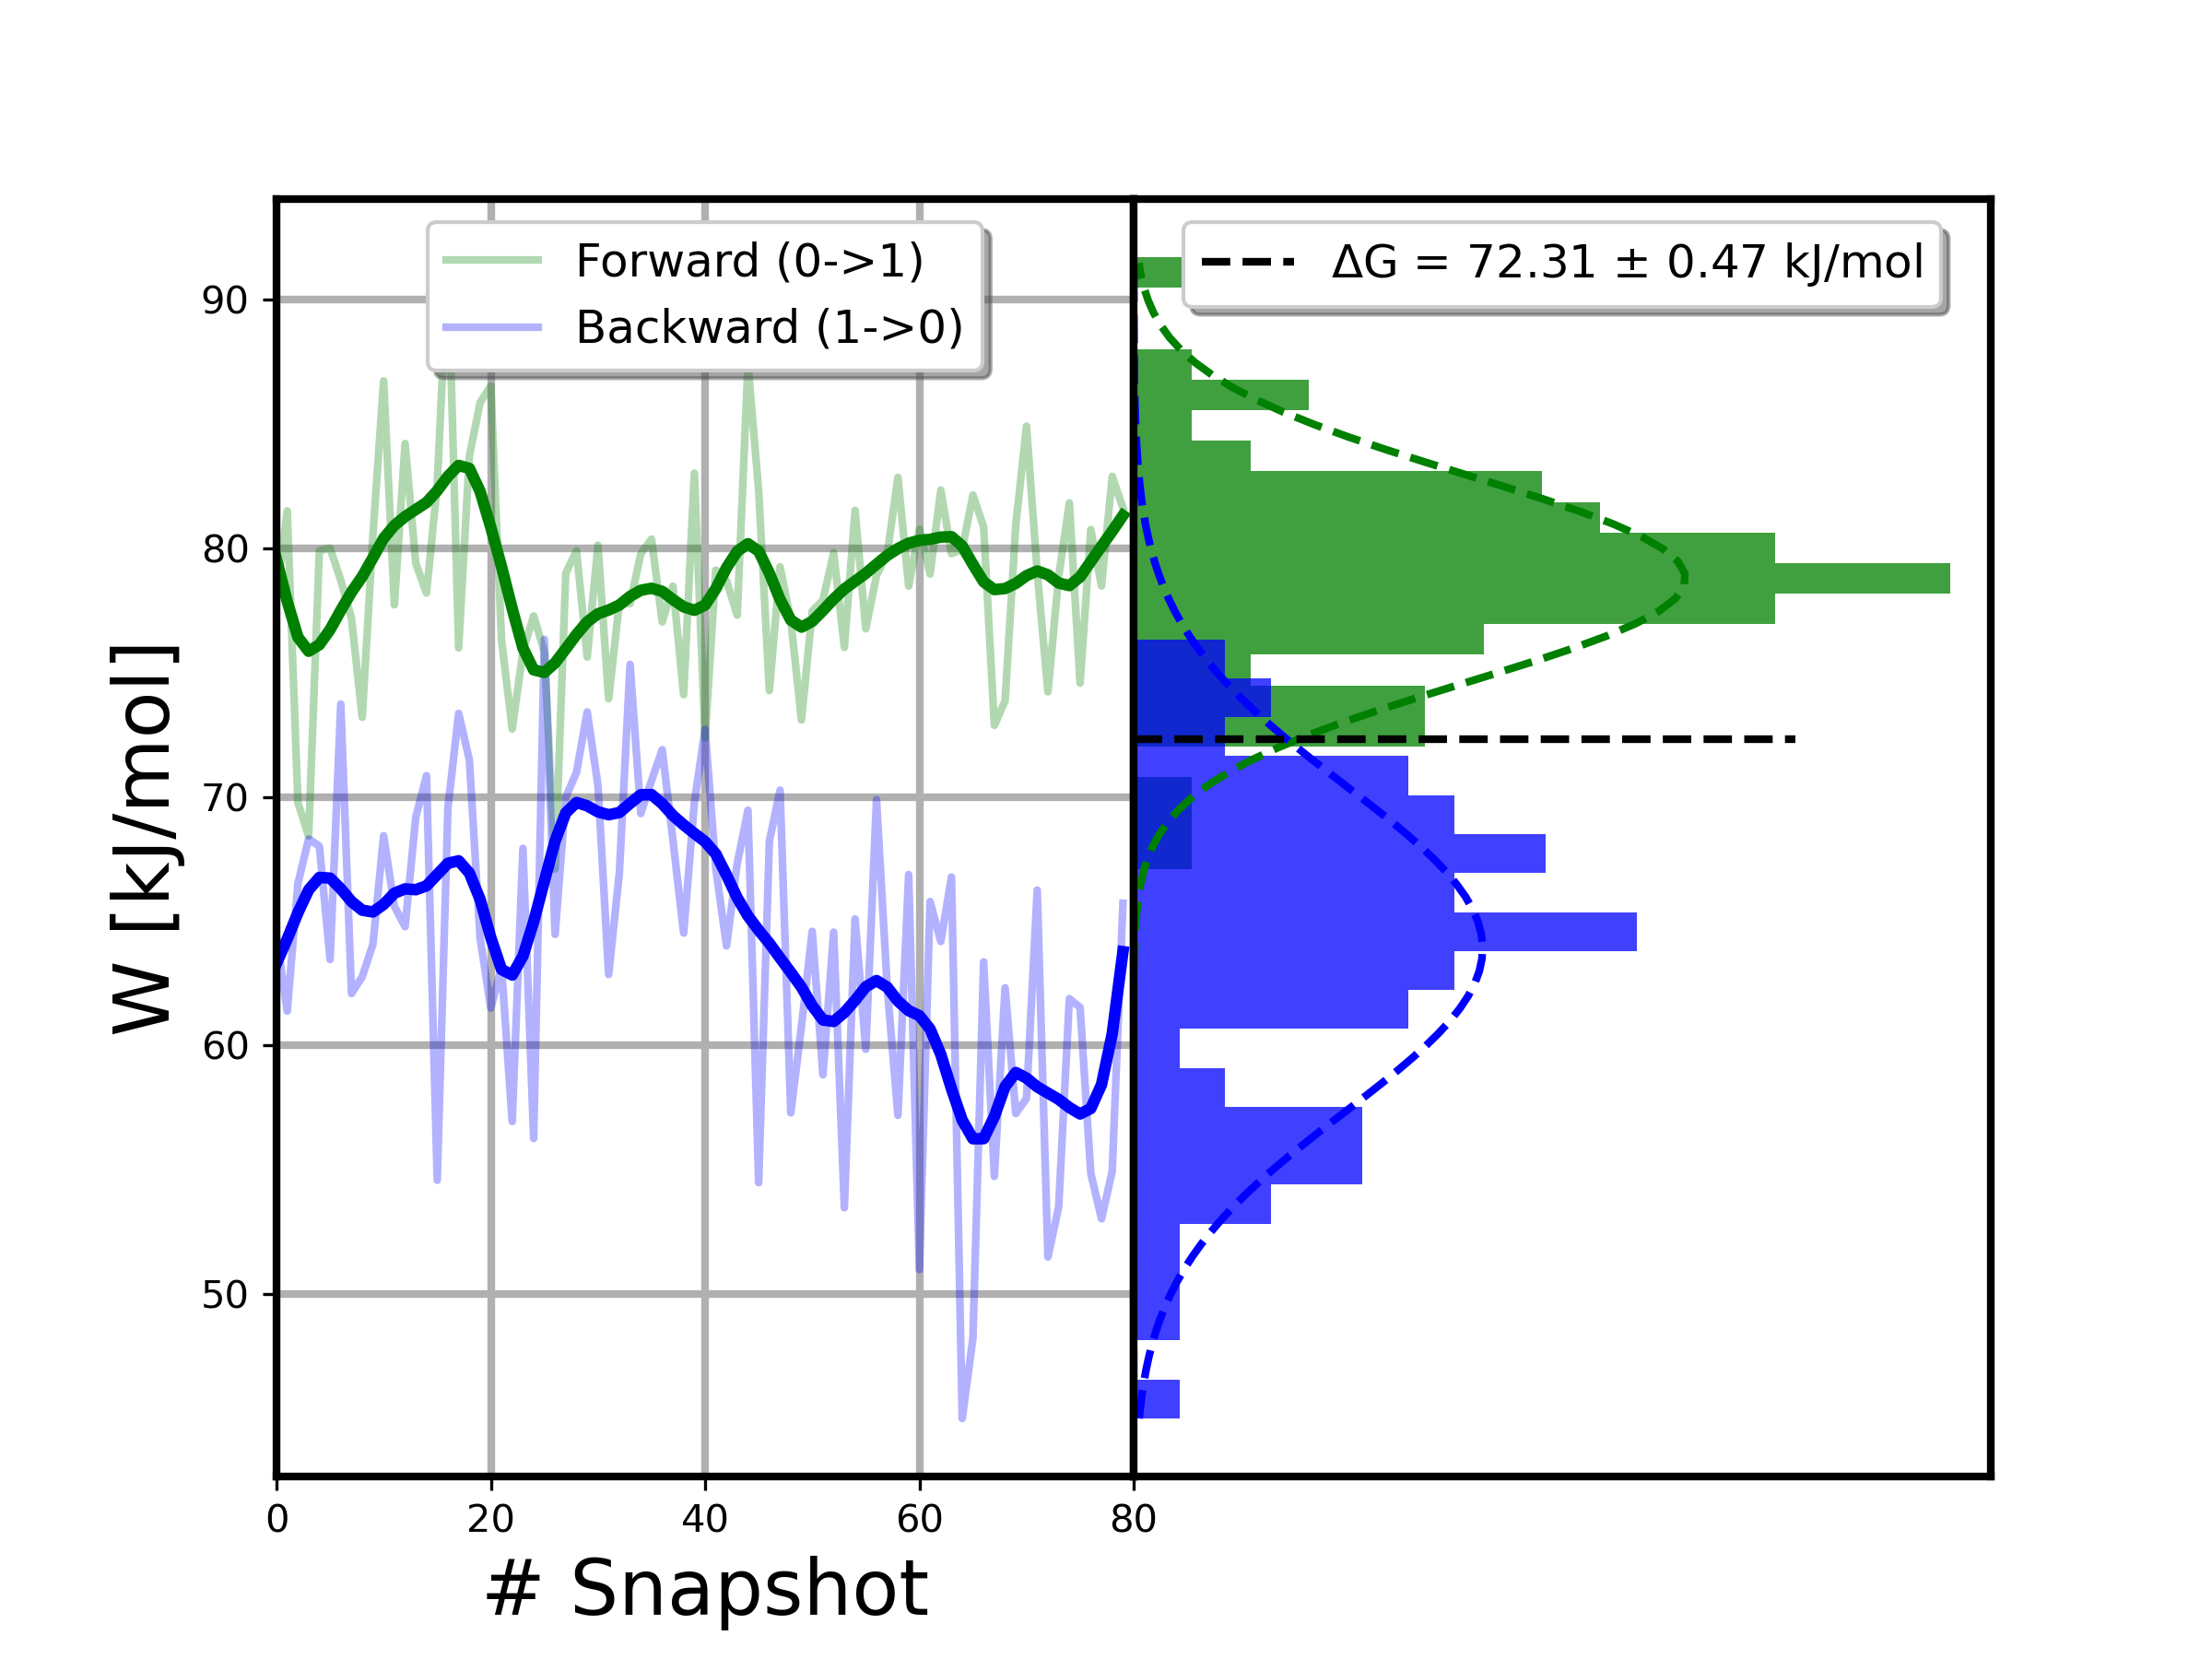 Forward (0->1)
Backward (1->0)
ΔG = 72.31 ± 0.47 kJ/mol
90
80
70
60
50
W [kJ/mol]
0 20 40 60 80
# Snapshot